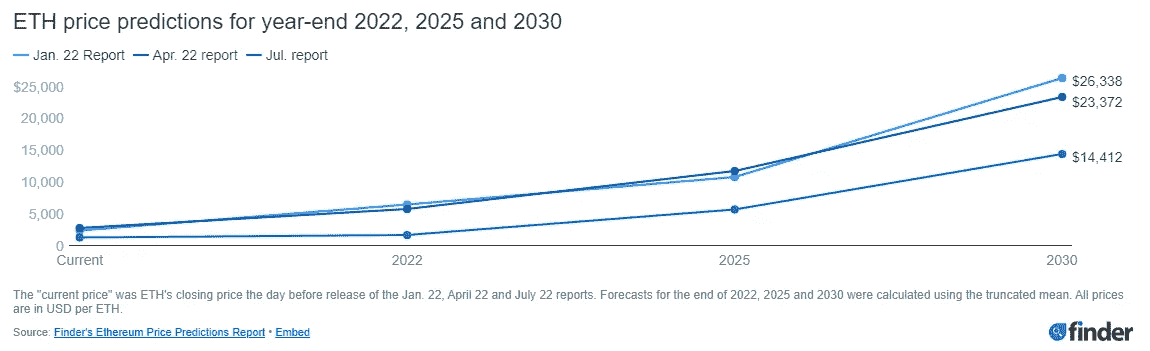 ETH price predictions for year-end 2022, 2025 and 2030
Jan. 22 Report Apr. 22 report Jul. report
$25,000
20,000
15,000
10,000
5,000
0
$26,338
$23,372
$14,412
Current 2022 2025 2030
The "current price" was ETH's closing price the day before release of the Jan. 22, April 22 and July 22 reports. Forecasts for the end of 2022, 2025 and 2030 were calculated using the truncated mean. All prices
are in USD per ETH.
Source: Finder's Ethereum Price Predictions Report • Embed
finder